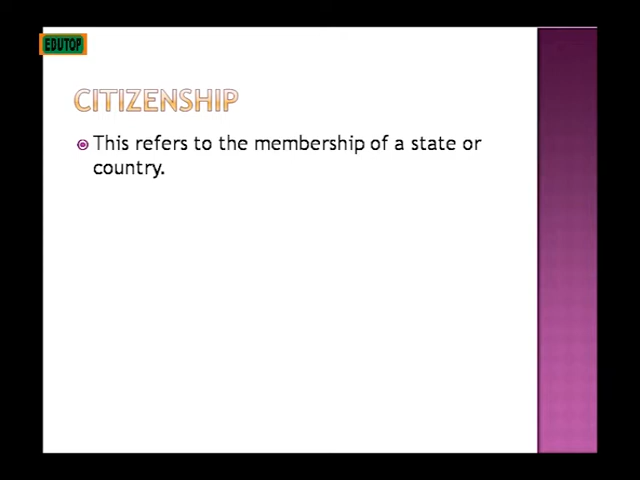 EDUTOP
CITIZENSHIP
This refers to the membership of a state or
country.